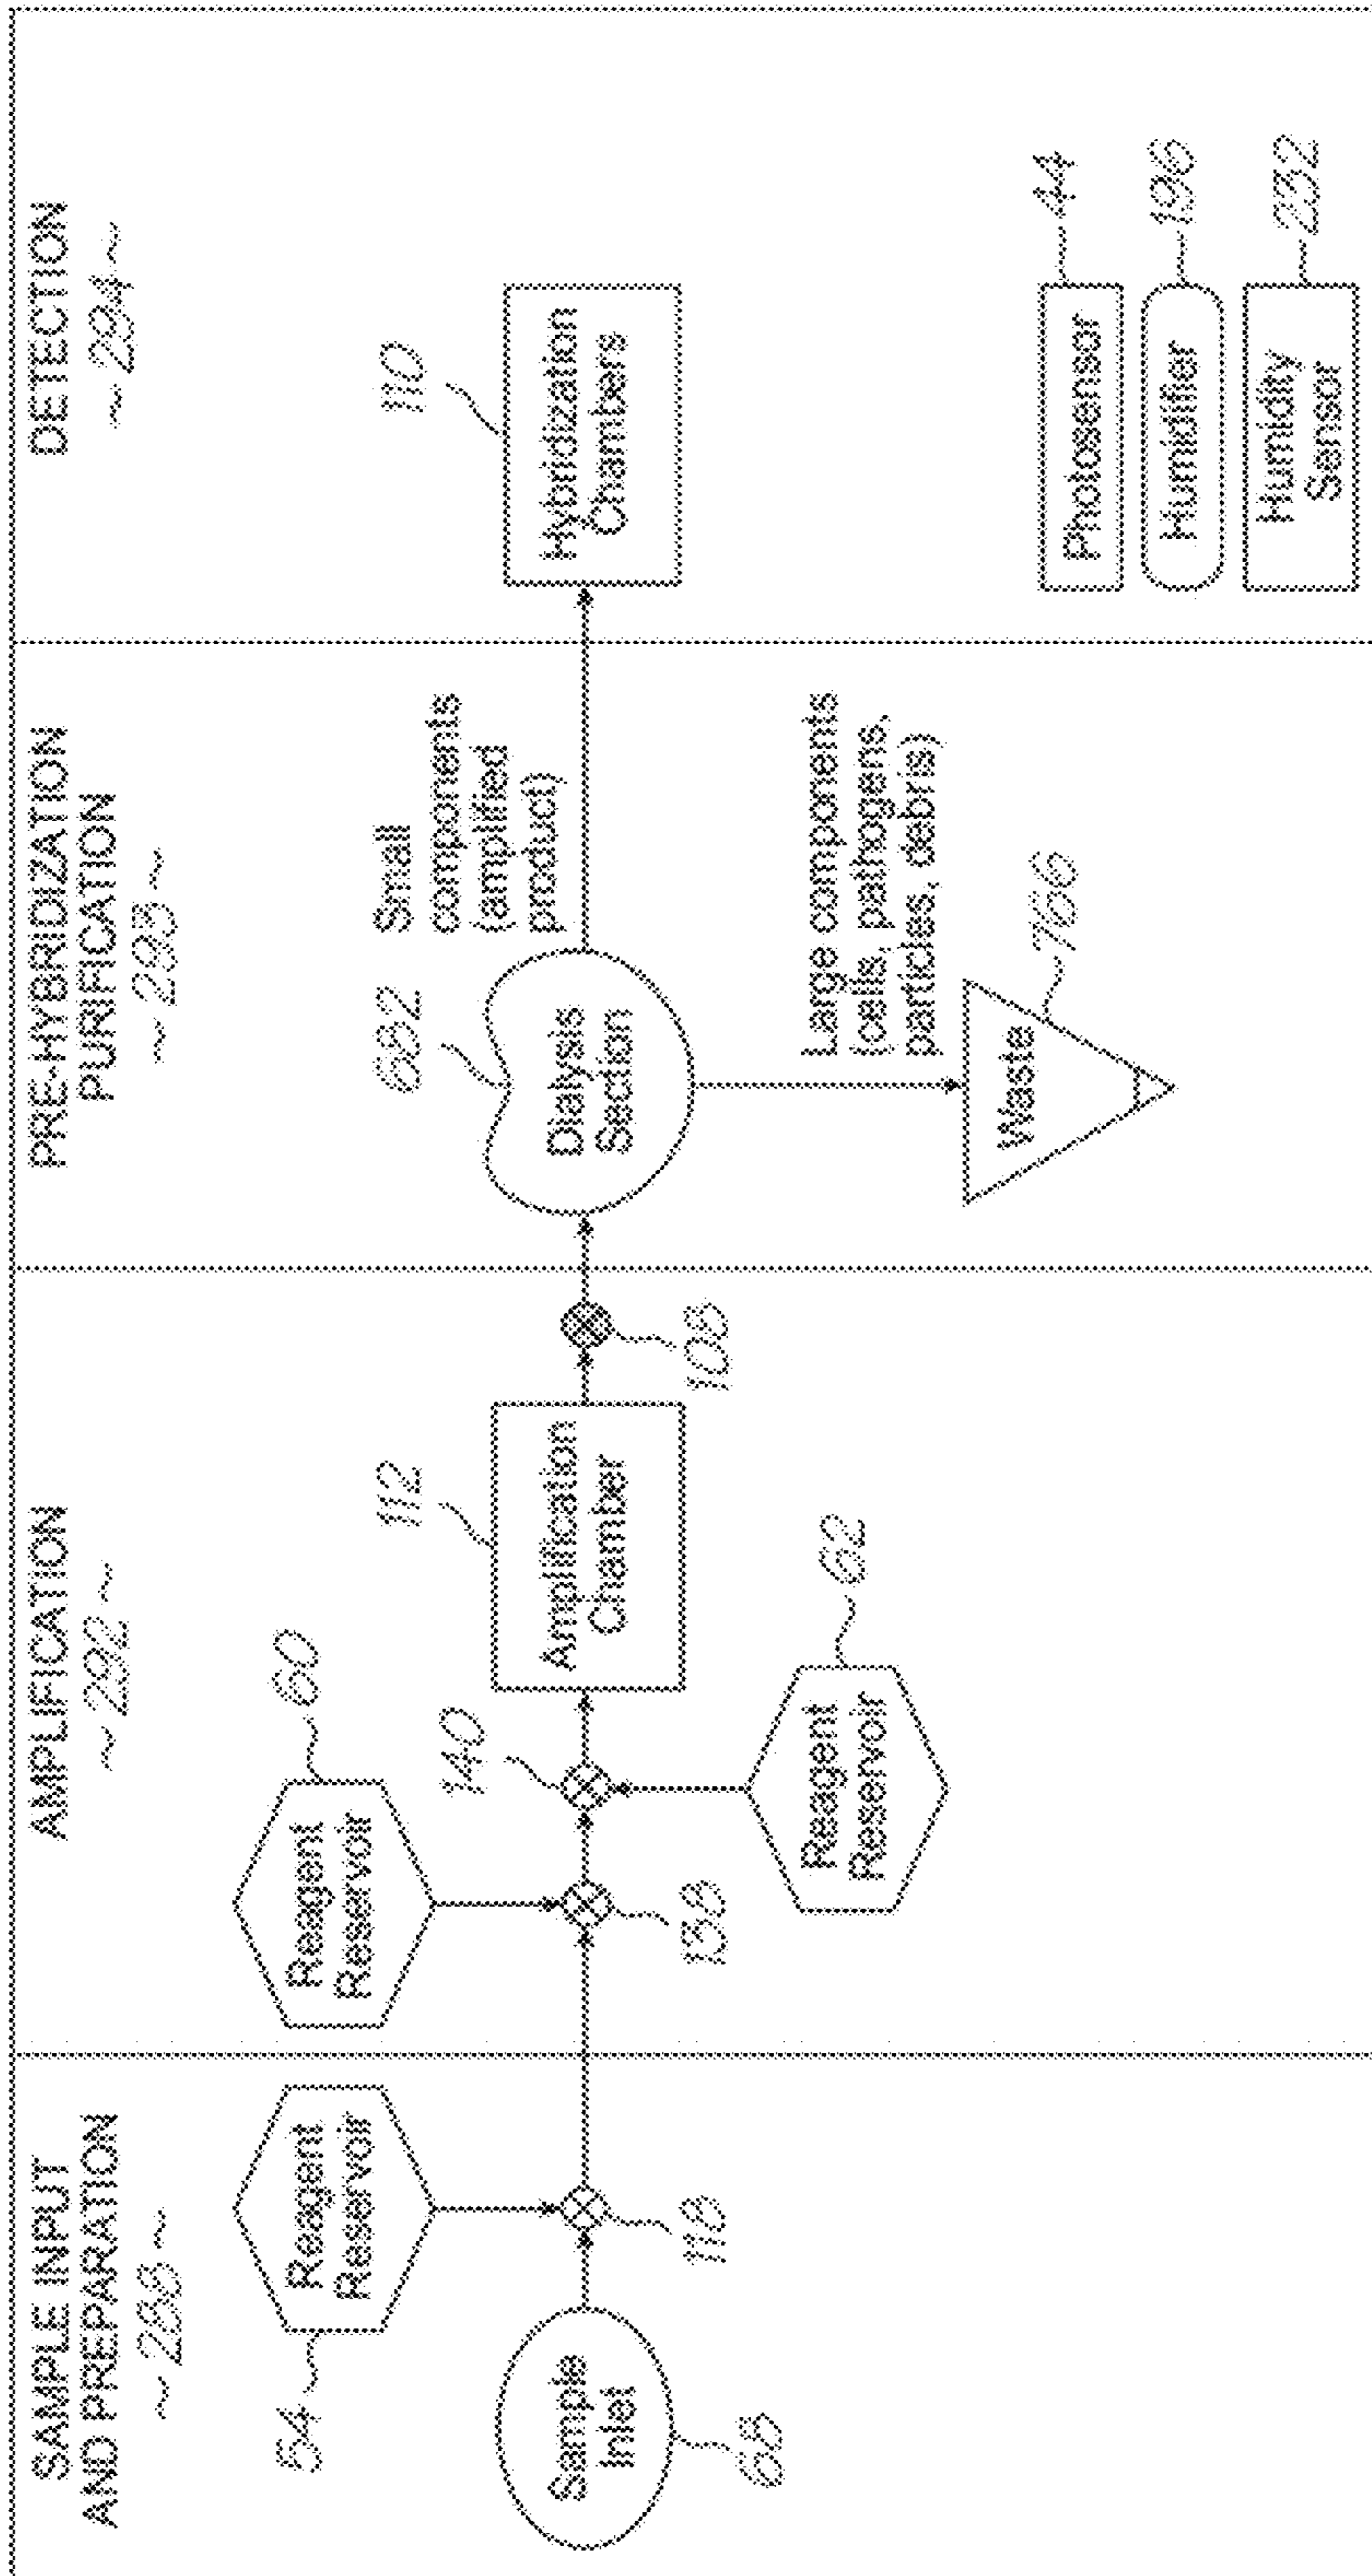 SAMPLE INPUT
AND PREPARATION
~ 288 ~
54
Reagent
Reservoir
Sample
Inlet
68
118
AMPLIFICATION
~ 292 ~
Reagent
Reservoir
60
138
140
Reagent
Reservoir
62
112
Amplification
Chamber
108
PRE-HYBRIDIZATION
PURIFICATION
~ 293 ~
682
Dialysis
Section
Small
components
(amplified
product)
Large components
(cells, pathogens,
particles, debris)
Waste
766
DETECTION
~ 294 ~
110
Hybridization
Chambers
Photosensor
44
Humidifier
196
Humidity
Sensor
232